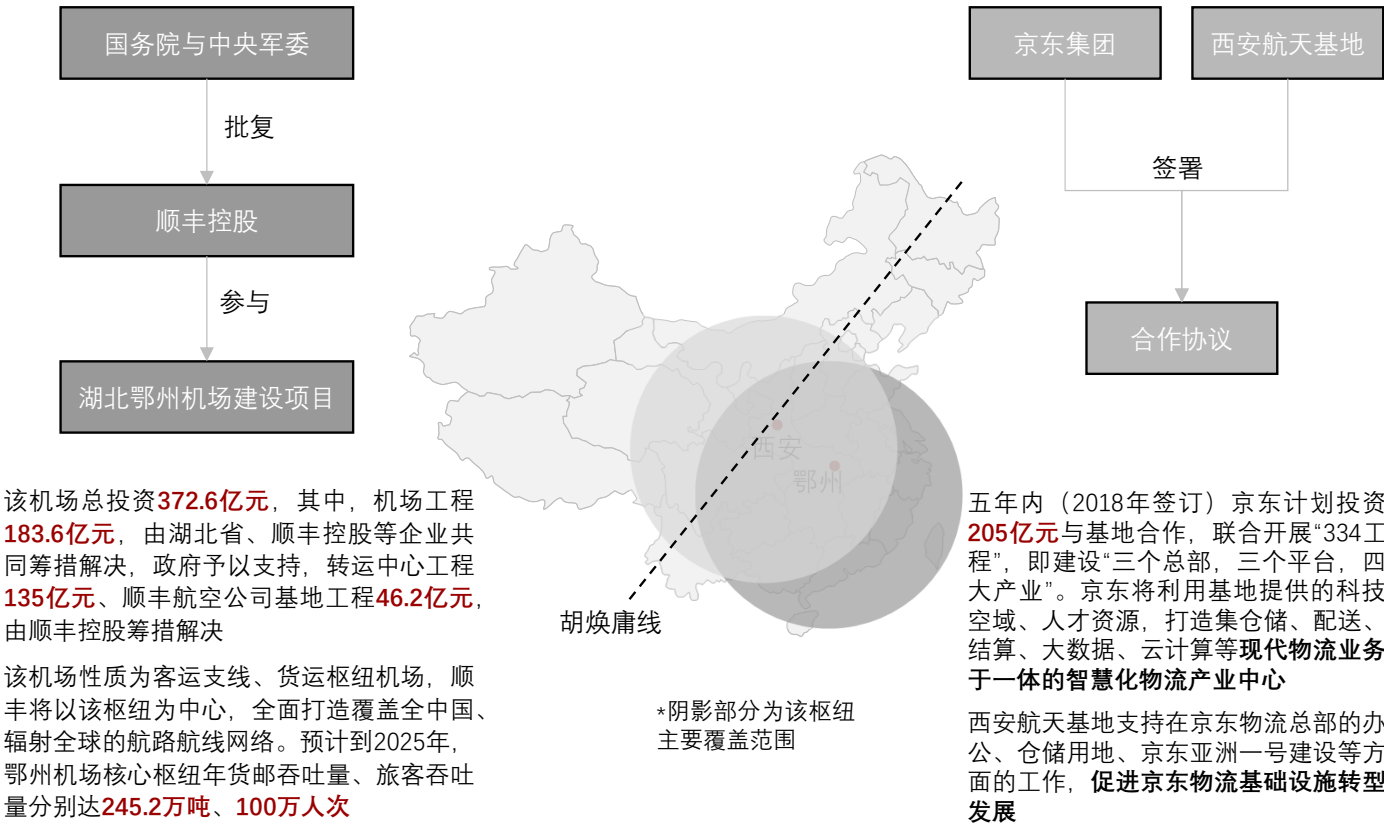 国务院与中央军委
批复
顺丰控股
参与
湖北鄂州机场建设项目
该机场总投资372.6亿元，其中，机场工程
183.6亿元，由湖北省、顺丰控股等企业共
同筹措解决，政府予以支持，转运中心工程
135亿元、顺丰航空公司基地工程46.2亿元，
由顺丰控股筹措解决
该机场性质为客运支线、货运枢纽机场，顺
丰将以该枢纽为中心，全面打造覆盖全中国、
辐射全球的航路航线网络。预计到2025年，
鄂州机场核心枢纽年货邮吞吐量、旅客吞吐
量分别达245.2万吨、100万人次
西安
鄂州
胡焕庸线
*阴影部分为该枢纽
主要覆盖范围
京东集团
西安航天基地
签署
合作协议
五年内（2018年签订）京东计划投资
205亿元与基地合作，联合开展“334工
程”，即建设“三个总部，三个平台，四
大产业”。京东将利用基地提供的科技
空域、人才资源，打造集仓储、配送、
结算、大数据、云计算等现代物流业务
于一体的智慧化物流产业中心
西安航天基地支持在京东物流总部的办
公、仓储用地、京东亚洲一号建设等方
面的工作，促进京东物流基础设施转型
发展